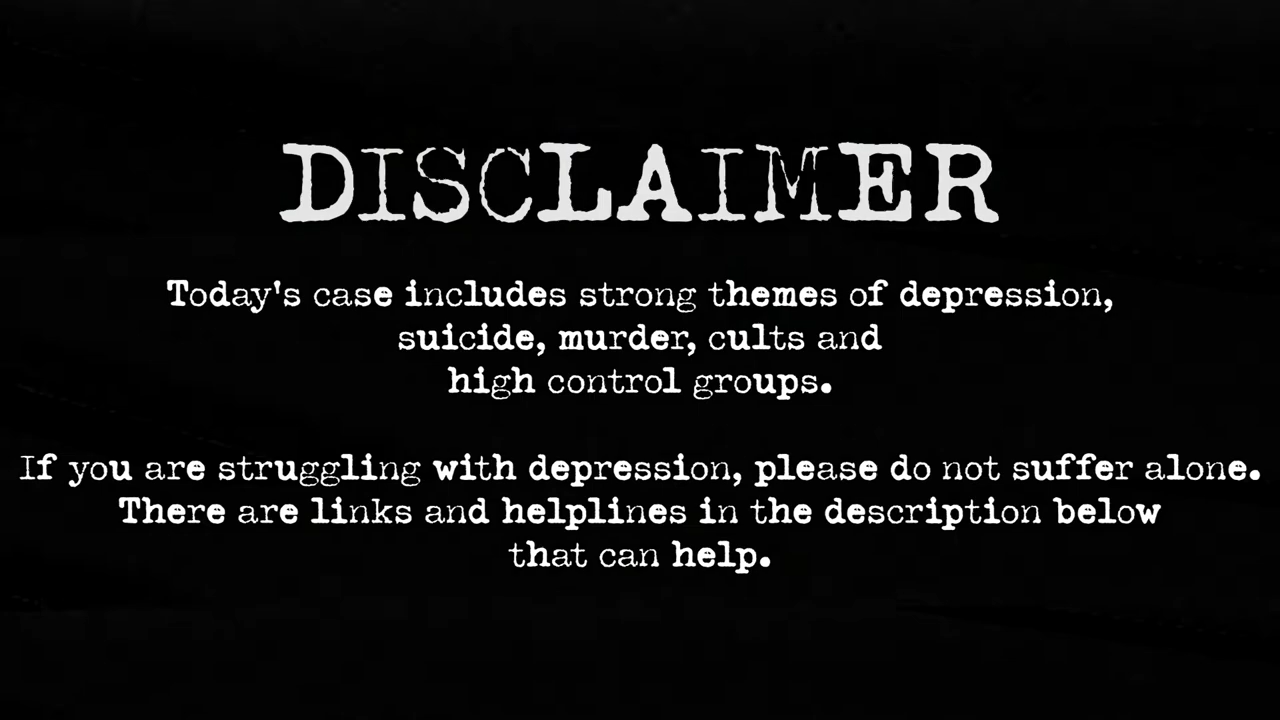 DISCLAIMER
Today's case includes strong themes of depression,
suicide, murder, cults and
high control groups.
If you are struggling with depression, please do not suffer alone.
There are links and helplines in the description below
that can help.